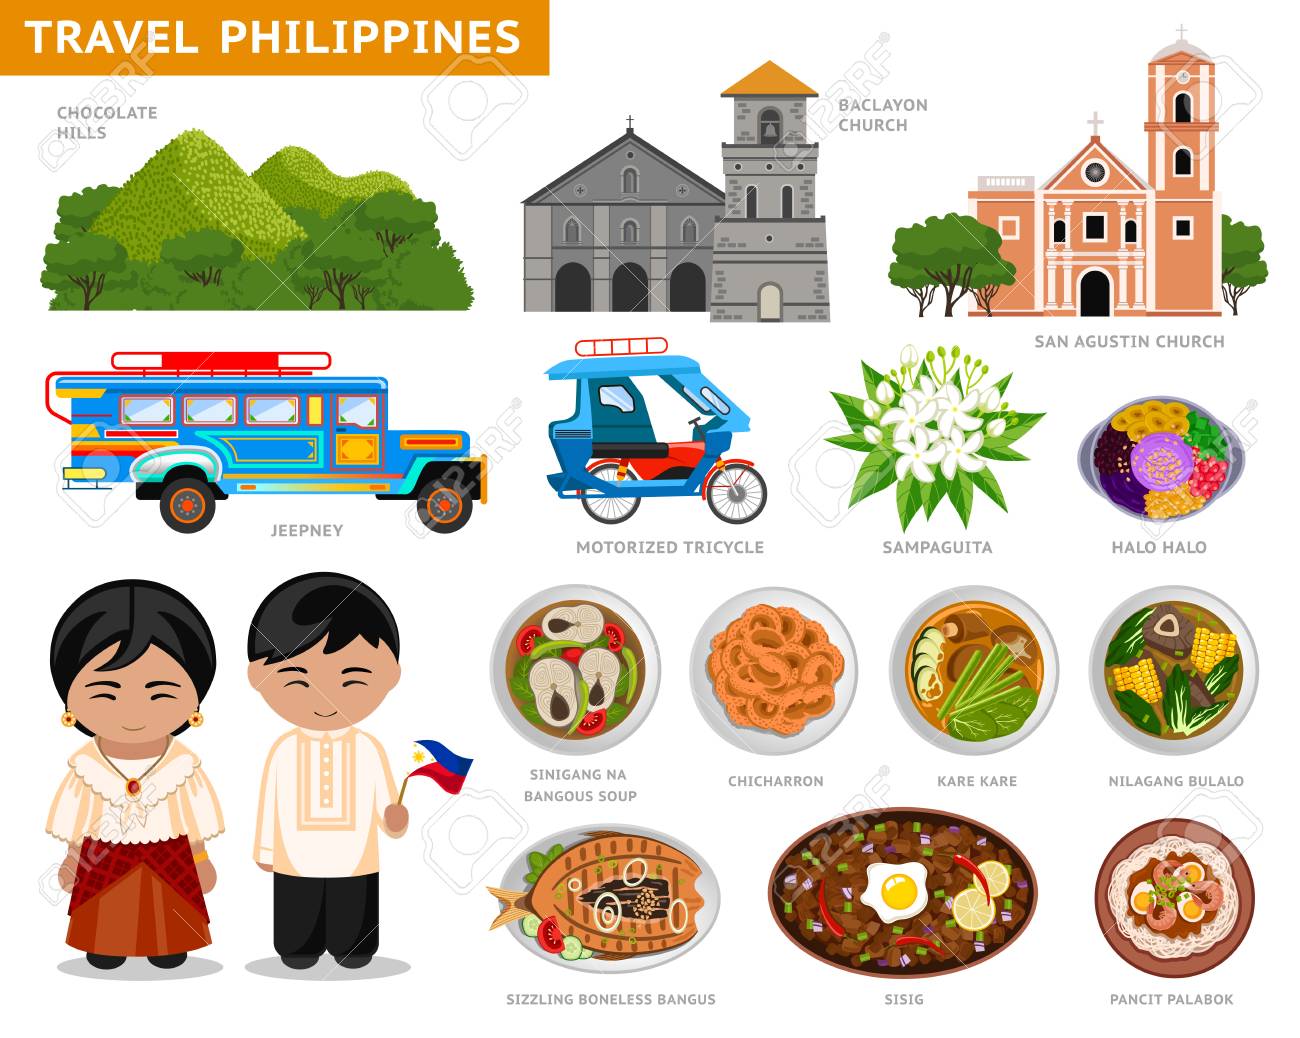 TRAVEL PHILIPPINES
CHOCOLATE
HILLS
BACLAYON
CHURCH
SAN AGUSTIN CHURCH
JEEPNEY
MOTORIZED TRICYCLE
SAMPAGUITA
HALO HALO
SINIGANG NA
BANGOUS SOUP
CHICHARRON
KARE KARE
NILAGANG BULALO
SIZZLING BONELESS BANGUS
SISIG
PANCIT PALABOK
123RF